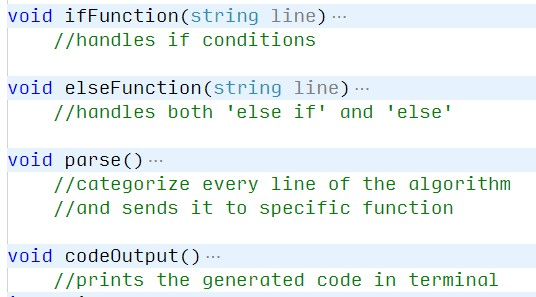 void ifFunction(string line)···
//handles if conditions
void elseFunction(string line)···
//handles both 'else if' and 'else'
void parse()···
//categorize every line of the algorithm
//and sends it to specific function
void codeOutput()···
//prints the generated code in terminal